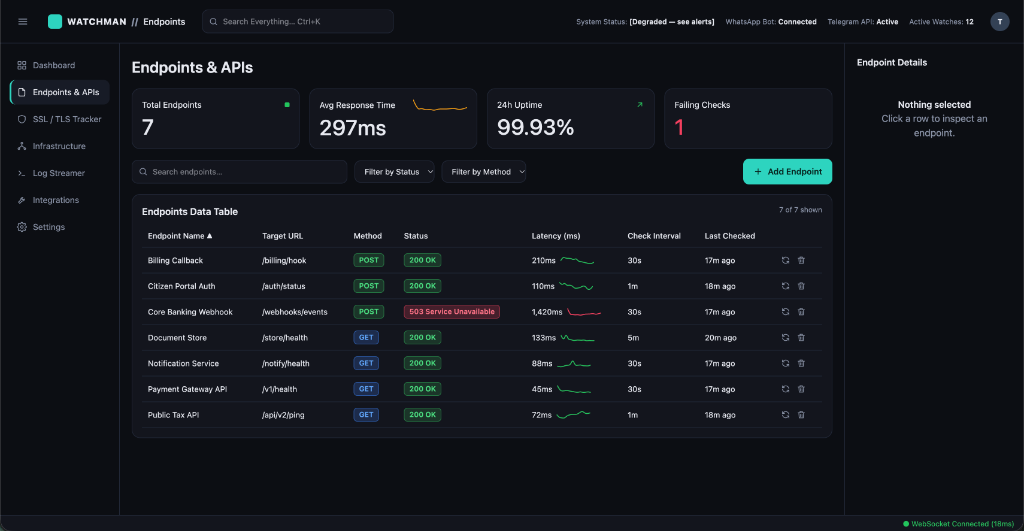 WATCHMAN // Endpoints
Search Everything... Ctrl+K
System Status: [Degraded — see alerts]
WhatsApp Bot: Connected
Telegram API: Active
Active Watches: 12
T
Dashboard
Endpoints & APIs
SSL / TLS Tracker
Infrastructure
Log Streamer
Integrations
Settings
Endpoints & APIs
Total Endpoints
7
Avg Response Time
297ms
24h Uptime
99.93%
Failing Checks
1
Search endpoints...
Filter by Status
Filter by Method
+ Add Endpoint
Endpoints Data Table
7 of 7 shown
Endpoint Name ▲ Target URL Method Status Latency (ms) Check Interval Last Checked
Billing Callback /billing/hook POST 200 OK 210ms 30s 17m ago
Citizen Portal Auth /auth/status POST 200 OK 110ms 1m 18m ago
Core Banking Webhook /webhooks/events POST 503 Service Unavailable 1,420ms 30s 17m ago
Document Store /store/health GET 200 OK 133ms 5m 20m ago
Notification Service /notify/health GET 200 OK 88ms 30s 17m ago
Payment Gateway API /v1/health GET 200 OK 45ms 30s 17m ago
Public Tax API /api/v2/ping GET 200 OK 72ms 1m 18m ago
Endpoint Details
Nothing selected
Click a row to inspect an
endpoint.
WebSocket Connected (18ms)